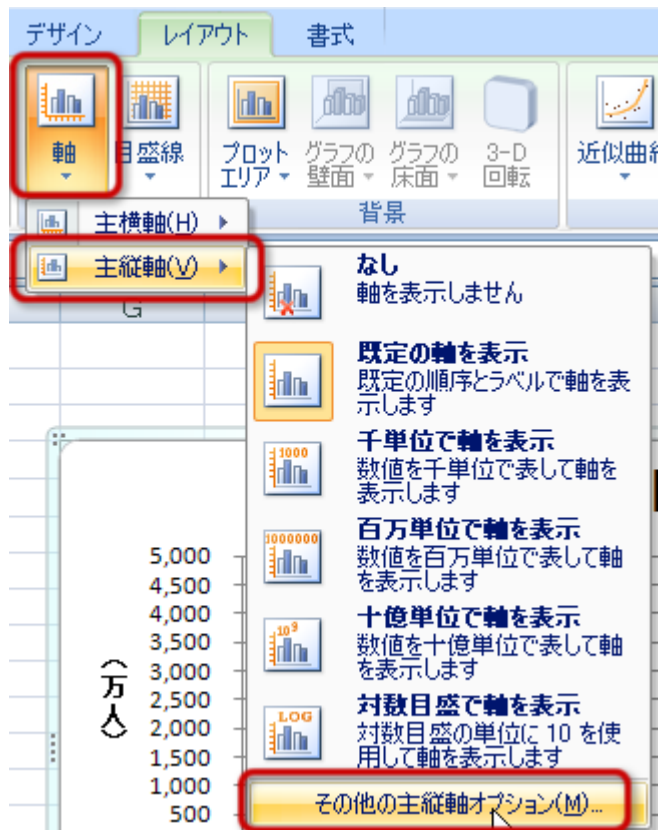 デザイン レイアウト 書式
軸 目盛線 プロット グラフの グラフの 3-D 近似曲線
エリア 壁面 床面 回転
主横軸(H) 背景
主縦軸(V)
なし
軸を表示しません
G
既定の軸を表示
既定の順序とラベルで軸を表
示します
千単位で軸を表示
1000
数値を千単位で表して軸を
表示します
百万単位で軸を表示
1000000
数値を百万単位で表して軸
を表示します
十億単位で軸を表示
10⁹
数値を十億単位で表して軸
を表示します
対数目盛で軸を表示
LOG
対数目盛の単位に 10 を使
用して軸を表示します
その他の主縦軸オプション(M)...
5,000
4,500
4,000
3,500
3,000
2,500
2,000
1,500
1,000
500
(万人)